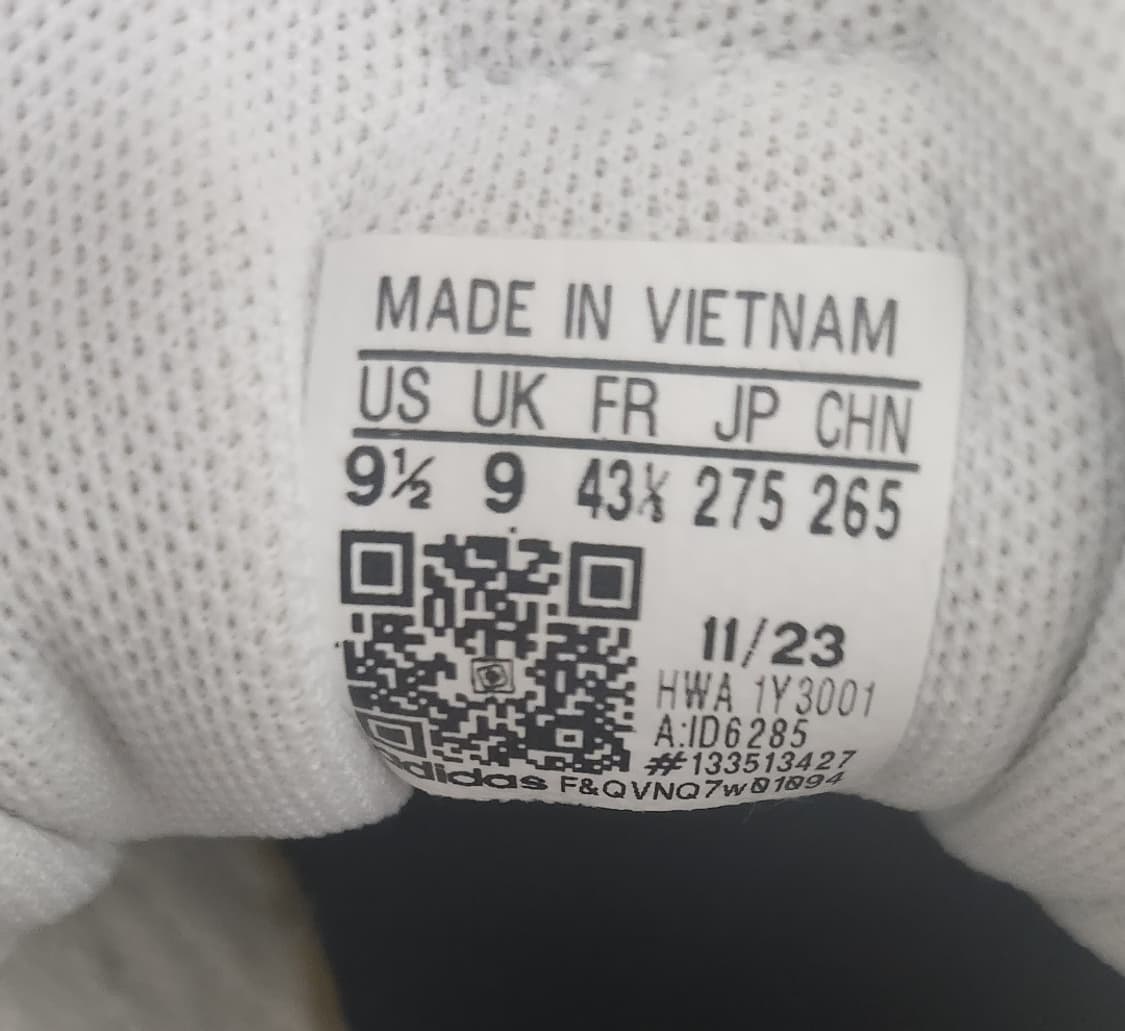 MADE IN VIETNAM
US UK FR JP CHN
9½ 9 43⅓ 275 265
11/23
HWA 1Y3001
A:ID6285
#133513427
adidas F&QVNQ7w01094